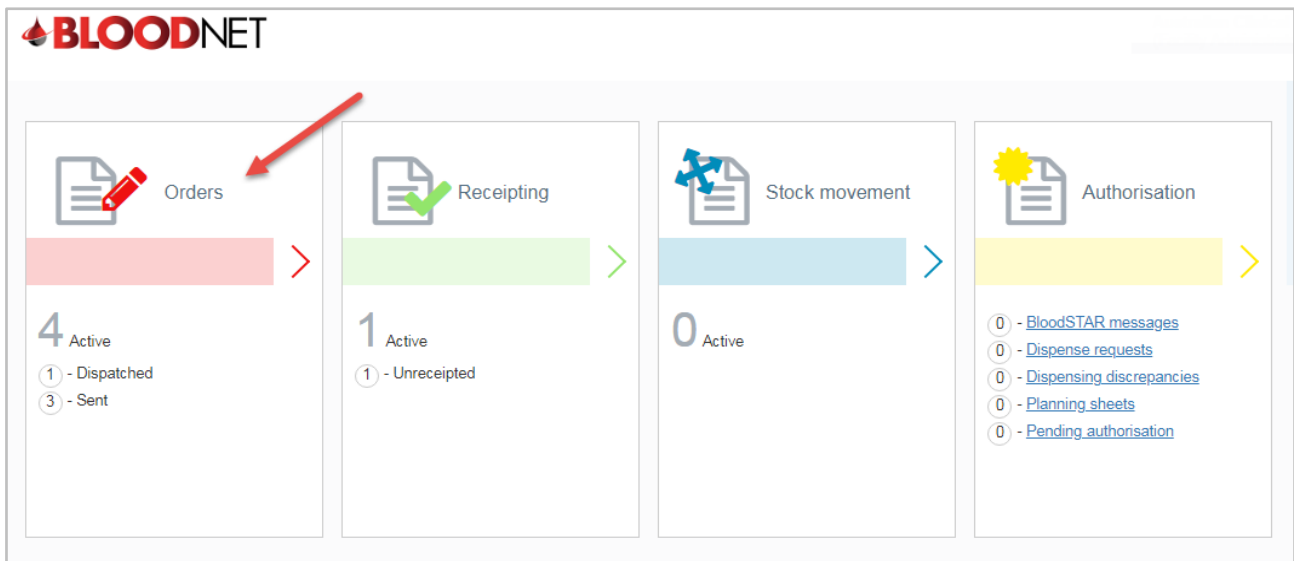 BLOODNET
Orders
4 Active
1 - Dispatched
3 - Sent
Receipting
1 Active
1 - Unreceipted
Stock movement
0 Active
Authorisation
0 - BloodSTAR messages
0 - Dispense requests
0 - Dispensing discrepancies
0 - Planning sheets
0 - Pending authorisation